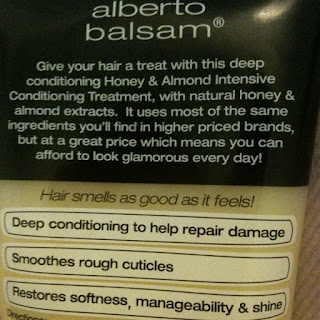 alberto
balsam®
Give your hair a treat with this deep
conditioning Honey & Almond Intensive
Conditioning Treatment, with natural honey &
almond extracts. It uses most of the same
ingredients you'll find in higher priced brands,
but at a great price which means you can
afford to look glamorous every day!
Hair smells as good as it feels!
Deep conditioning to help repair damage
Smoothes rough cuticles
Restores softness, manageability & shine